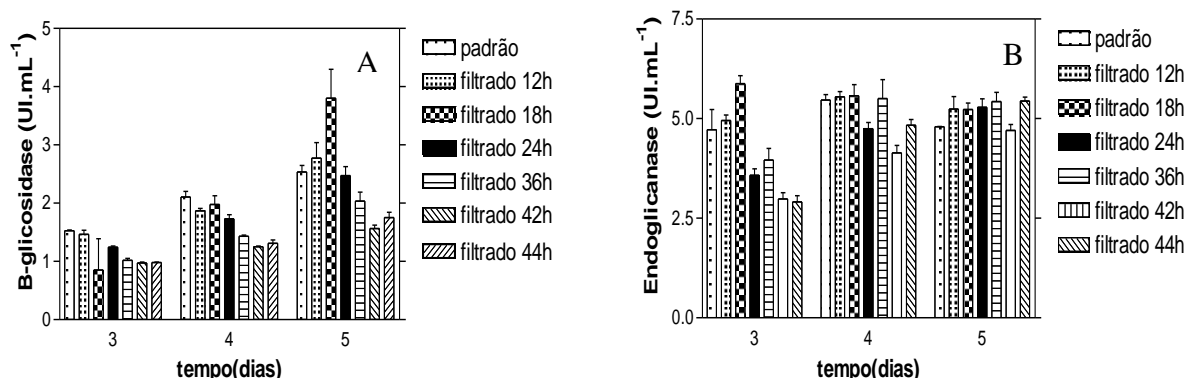 B-glicosidase (UI.mL-1)
5
4
3
2
1
0
A
3 4 5
tempo(dias)
padrão
filtrado 12h
filtrado 18h
filtrado 24h
filtrado 36h
filtrado 42h
filtrado 44h
Endoglicanase (UI.mL-1)
7.5
5.0
2.5
0.0
B
3 4 5
tempo(dias)
padrão
filtrado 12h
filtrado 18h
filtrado 24h
filtrado 36h
filtrado 42h
filtrado 44h